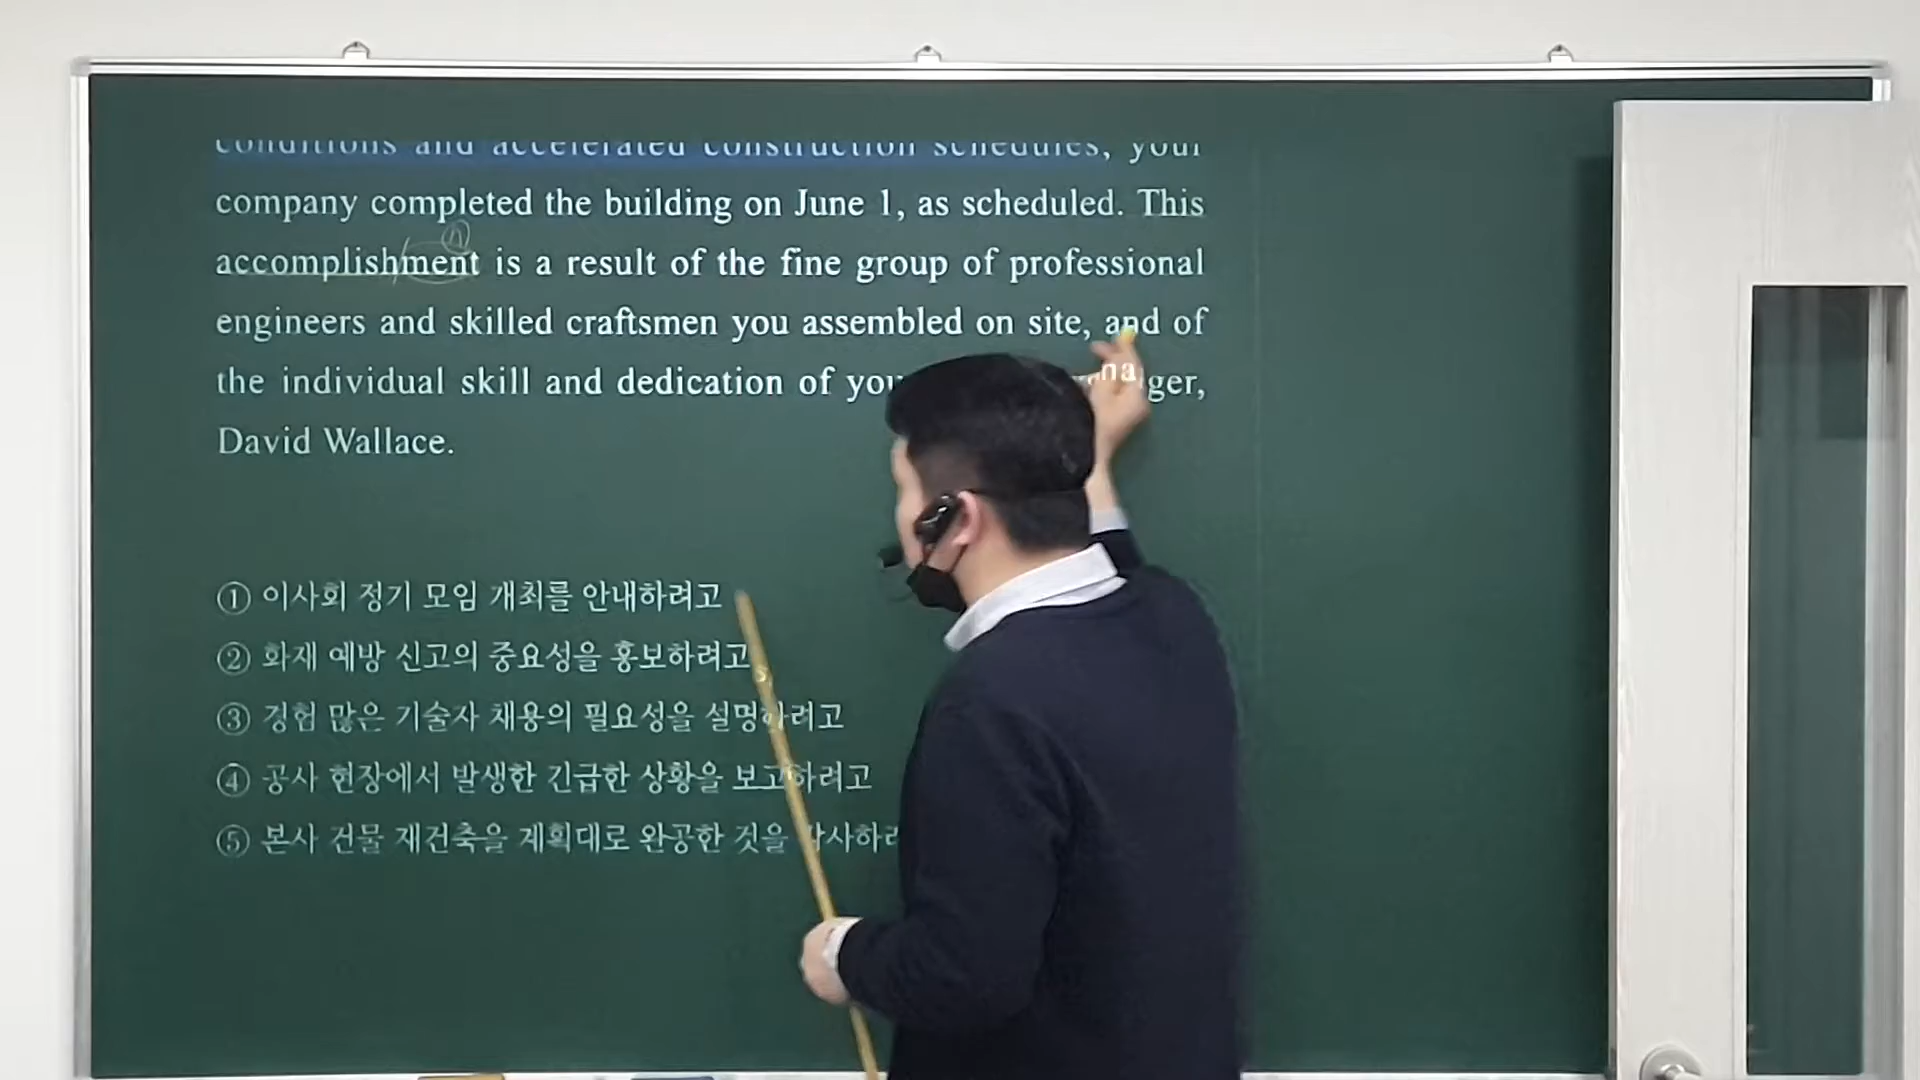 conditions and accelerated construction schedules, your
company completed the building on June 1, as scheduled. This
accomplishment is a result of the fine group of professional
engineers and skilled craftsmen you assembled on site, and of
the individual skill and dedication of
David Wallace.
① 이사회 정기 모임 개최를 안내하려고
② 화재 예방 신고의 중요성을 홍보하려고
③ 경험 많은 기술자 채용의 필요성을 설명하려고
④ 공사 현장에서 발생한 긴급한 상황을 보고하려고
⑤ 본사 건물 재건축을 계획대로 완공한 것을